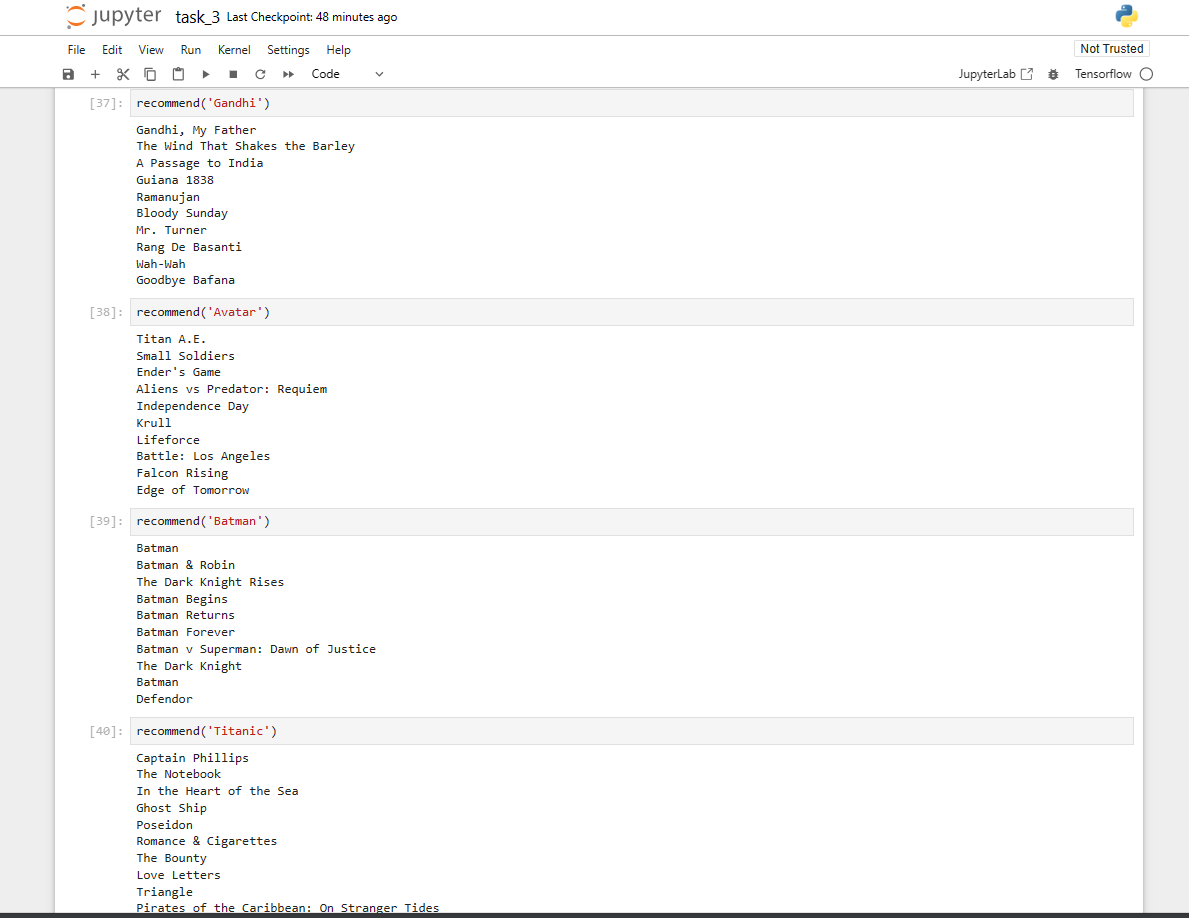 jupyter task_3 Last Checkpoint: 48 minutes ago
File Edit View Run Kernel Settings Help Not Trusted
Code JupyterLab Tensorflow
[37]: recommend('Gandhi')
Gandhi, My Father
The Wind That Shakes the Barley
A Passage to India
Guiana 1838
Ramanujan
Bloody Sunday
Mr. Turner
Rang De Basanti
Wah-Wah
Goodbye Bafana
[38]: recommend('Avatar')
Titan A.E.
Small Soldiers
Ender's Game
Aliens vs Predator: Requiem
Independence Day
Krull
Lifeforce
Battle: Los Angeles
Falcon Rising
Edge of Tomorrow
[39]: recommend('Batman')
Batman
Batman & Robin
The Dark Knight Rises
Batman Begins
Batman Returns
Batman Forever
Batman v Superman: Dawn of Justice
The Dark Knight
Batman
Defendor
[40]: recommend('Titanic')
Captain Phillips
The Notebook
In the Heart of the Sea
Ghost Ship
Poseidon
Romance & Cigarettes
The Bounty
Love Letters
Triangle
Pirates of the Caribbean: On Stranger Tides